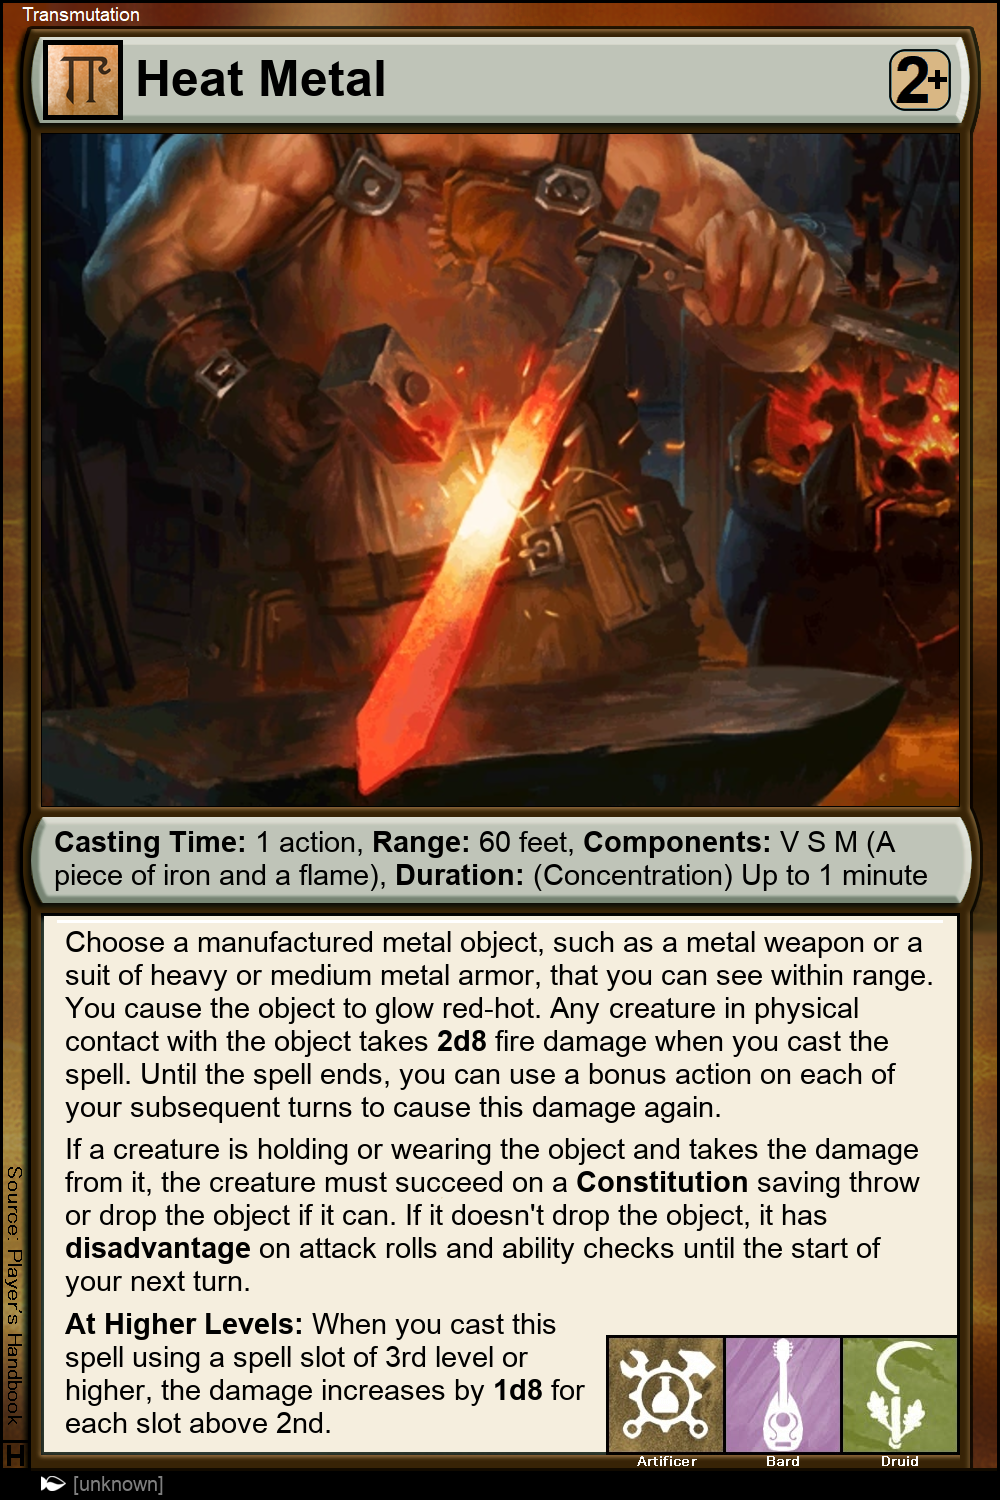 Transmutation
Heat Metal
2+
Casting Time: 1 action, Range: 60 feet, Components: V S M (A
piece of iron and a flame), Duration: (Concentration) Up to 1 minute
Choose a manufactured metal object, such as a metal weapon or a
suit of heavy or medium metal armor, that you can see within range.
You cause the object to glow red-hot. Any creature in physical
contact with the object takes 2d8 fire damage when you cast the
spell. Until the spell ends, you can use a bonus action on each of
your subsequent turns to cause this damage again.
If a creature is holding or wearing the object and takes the damage
from it, the creature must succeed on a Constitution saving throw
or drop the object if it can. If it doesn't drop the object, it has
disadvantage on attack rolls and ability checks until the start of
your next turn.
At Higher Levels: When you cast this
spell using a spell slot of 3rd level or
higher, the damage increases by 1d8 for
each slot above 2nd.
Artificer
Bard
Druid
Source: Player's Handbook
H
[unknown]